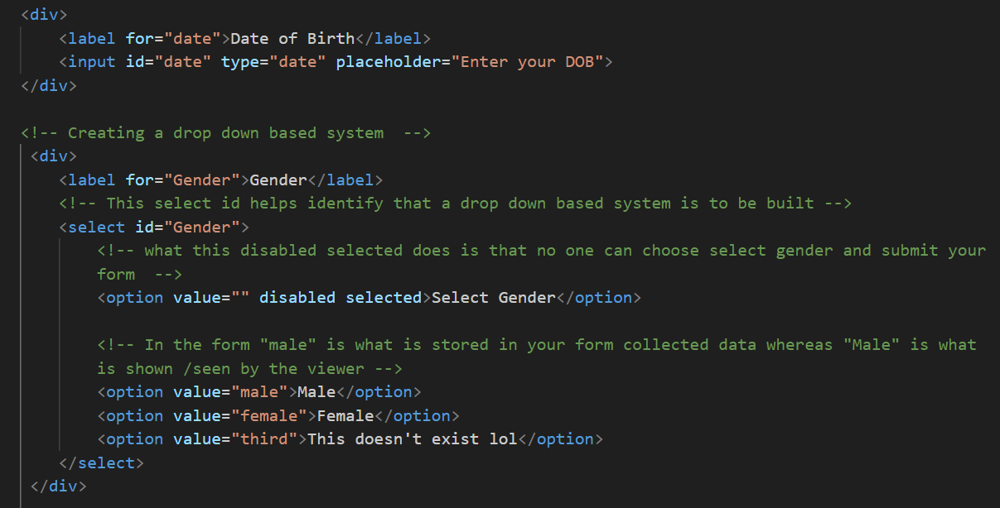 <div>
<label for="date">Date of Birth</label>
<input id="date" type="date" placeholder="Enter your DOB">
</div>
<!-- Creating a drop down based system  -->
<div>
<label for="Gender">Gender</label>
<!-- This select id helps identify that a drop down based system is to be built -->
<select id="Gender">
<!-- what this disabled selected does is that no one can choose select gender and submit your
form  -->
<option value="" disabled selected>Select Gender</option>
<!-- In the form "male" is what is stored in your form collected data whereas "Male" is what
is shown /seen by the viewer -->
<option value="male">Male</option>
<option value="female">Female</option>
<option value="third">This doesn't exist lol</option>
</select>
</div>